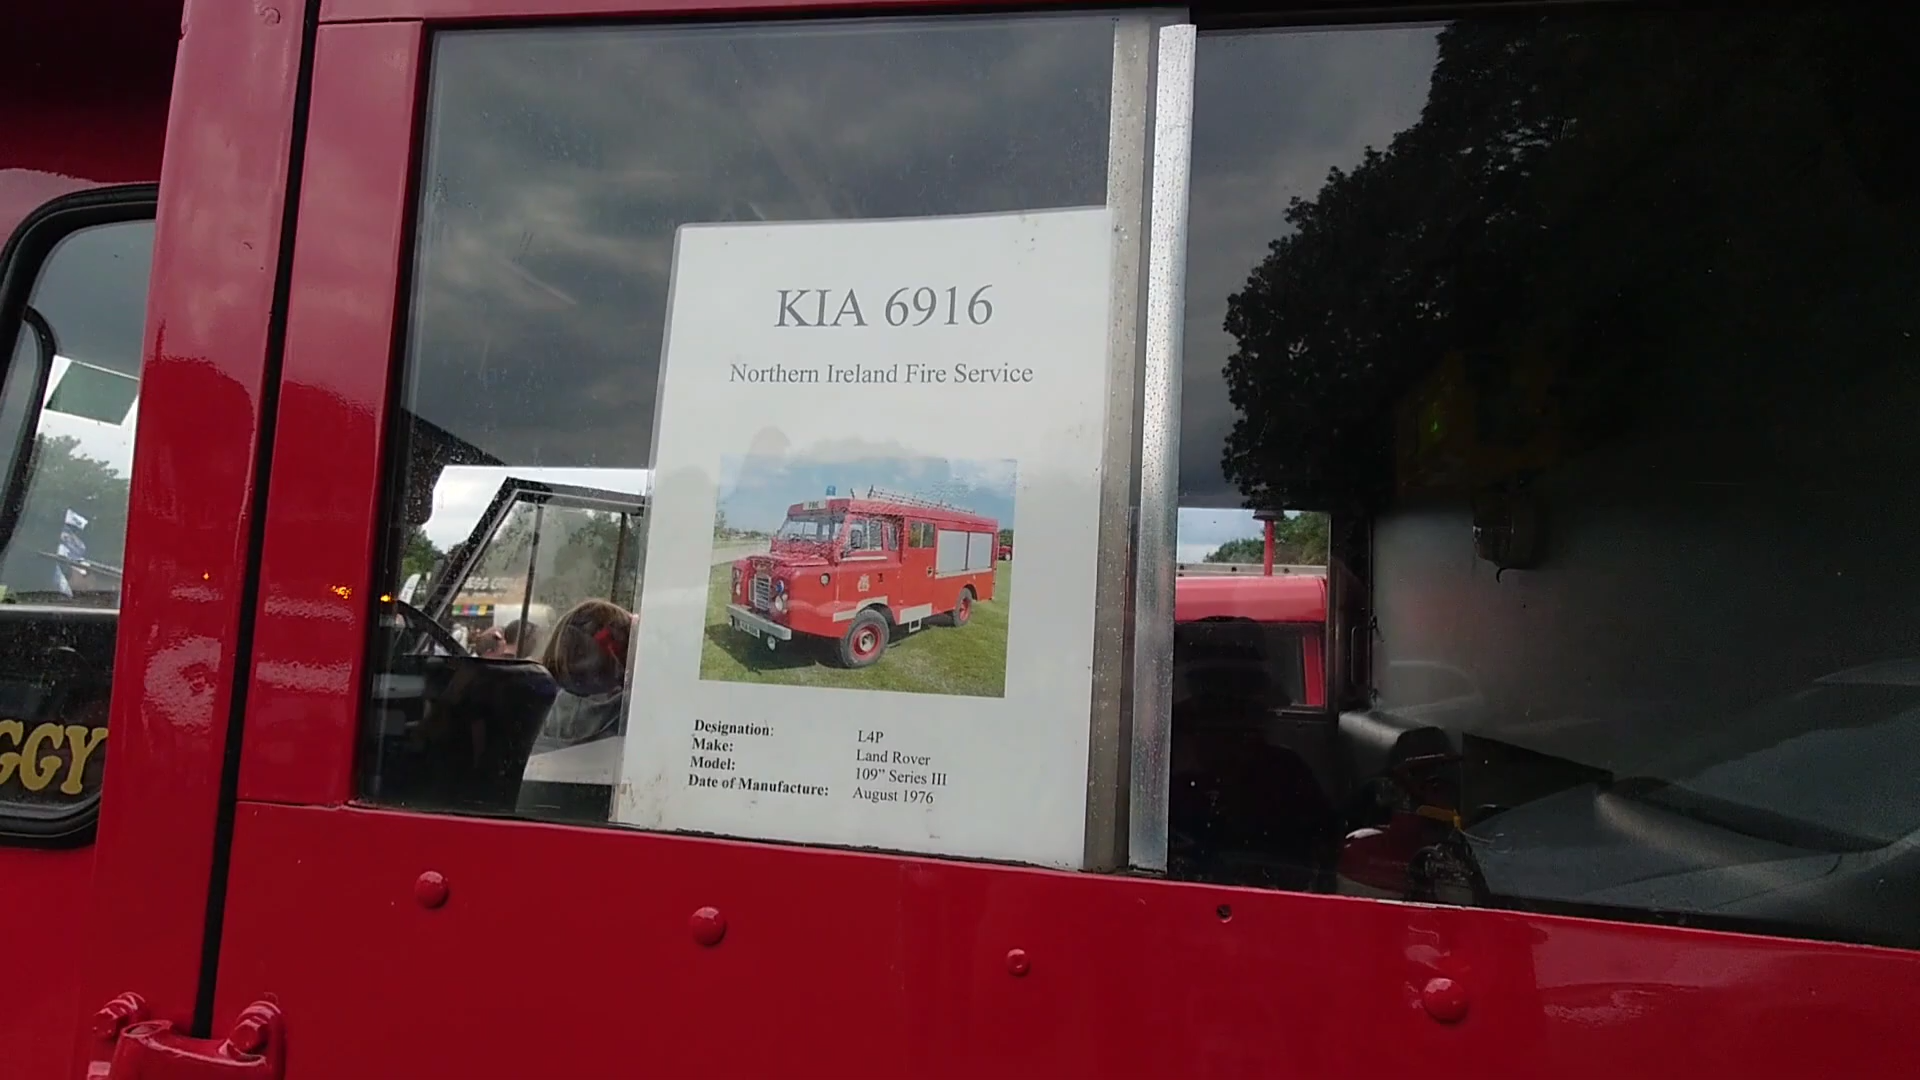 KIA 6916
Northern Ireland Fire Service
FIRE
Designation: L4P
Make: Land Rover
Model: 109" Series III
Date of Manufacture: August 1976
GGY